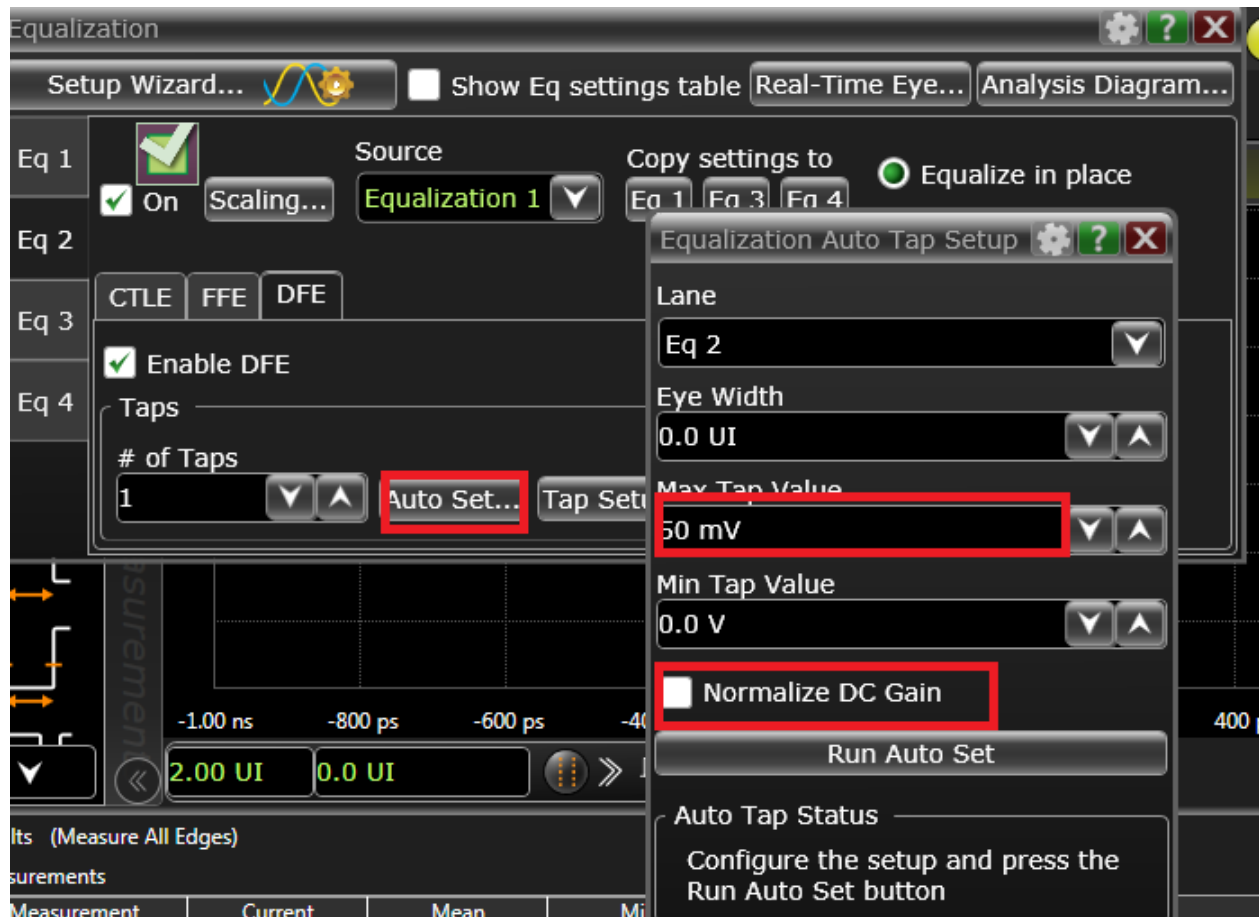 Equalization
Setup Wizard...
Show Eq settings table
Real-Time Eye...
Analysis Diagram...
Eq 1
Eq 2
Eq 3
Eq 4
On
Scaling...
Source
Equalization 1
Copy settings to
Eq 1
Eq 3
Eq 4
Equalize in place
CTLE
FFE
DFE
Enable DFE
Taps
# of Taps
1
Auto Set...
Tap Setu
Equalization Auto Tap Setup
Lane
Eq 2
Eye Width
0.0 UI
Max Tap Value
50 mV
Min Tap Value
0.0 V
Normalize DC Gain
Run Auto Set
Auto Tap Status
Configure the setup and press the
Run Auto Set button
asurement
-1.00 ns
-800 ps
-600 ps
-40
400 p
2.00 UI
0.0 UI
lts (Measure All Edges)
surements
Measurement
Current
Mean
Mi